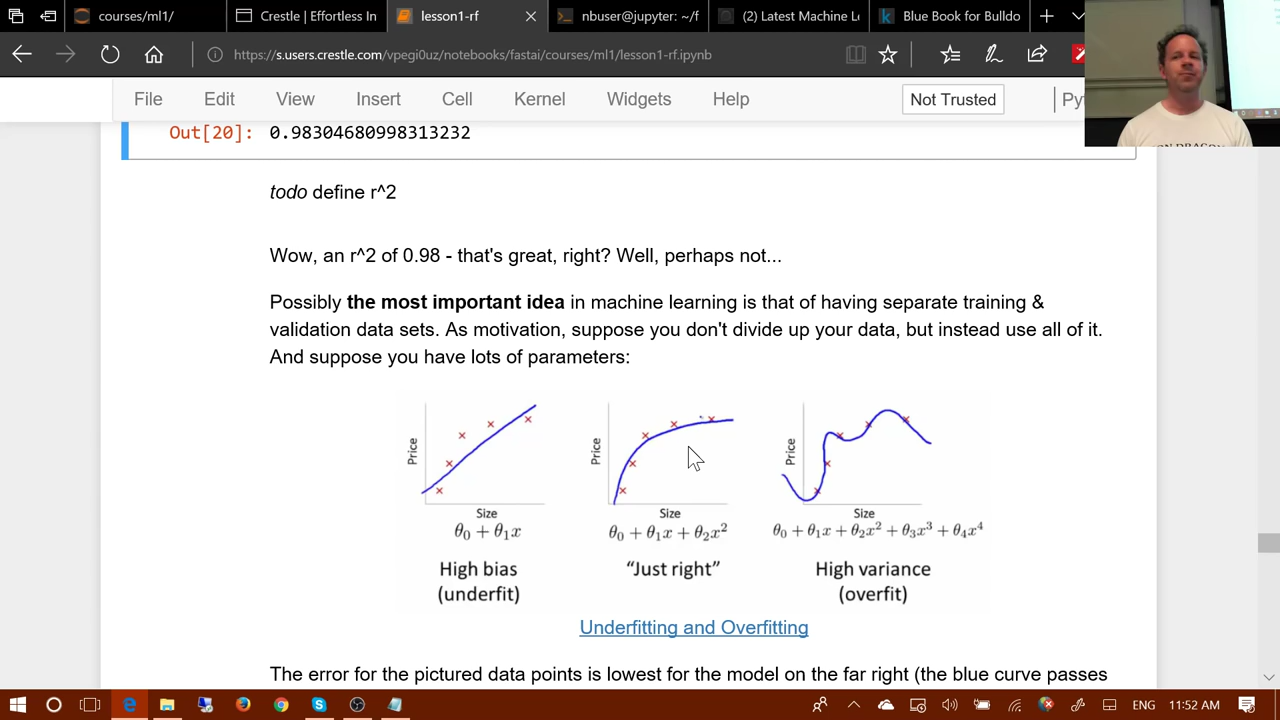 courses/ml1/
Crestle | Effortless In
lesson1-rf
nbuser@jupyter: ~/f
(2) Latest Machine Le
Blue Book for Bulldo
https://s.users.crestle.com/vpegi0uz/notebooks/fastai/courses/ml1/lesson1-rf.ipynb
File Edit View Insert Cell Kernel Widgets Help Not Trusted Py
Out[20]: 0.98304680998313232
todo define r^2
Wow, an r^2 of 0.98 - that's great, right? Well, perhaps not...
Possibly the most important idea in machine learning is that of having separate training &
validation data sets. As motivation, suppose you don't divide up your data, but instead use all of it.
And suppose you have lots of parameters:
Price
Size
θ0 + θ1x
High bias
(underfit)
Price
Size
θ0 + θ1x + θ2x²
“Just right”
Price
Size
θ0 + θ1x + θ2x² + θ3x³ + θ4x⁴
High variance
(overfit)
Underfitting and Overfitting
The error for the pictured data points is lowest for the model on the far right (the blue curve passes
ENG 11:52 AM